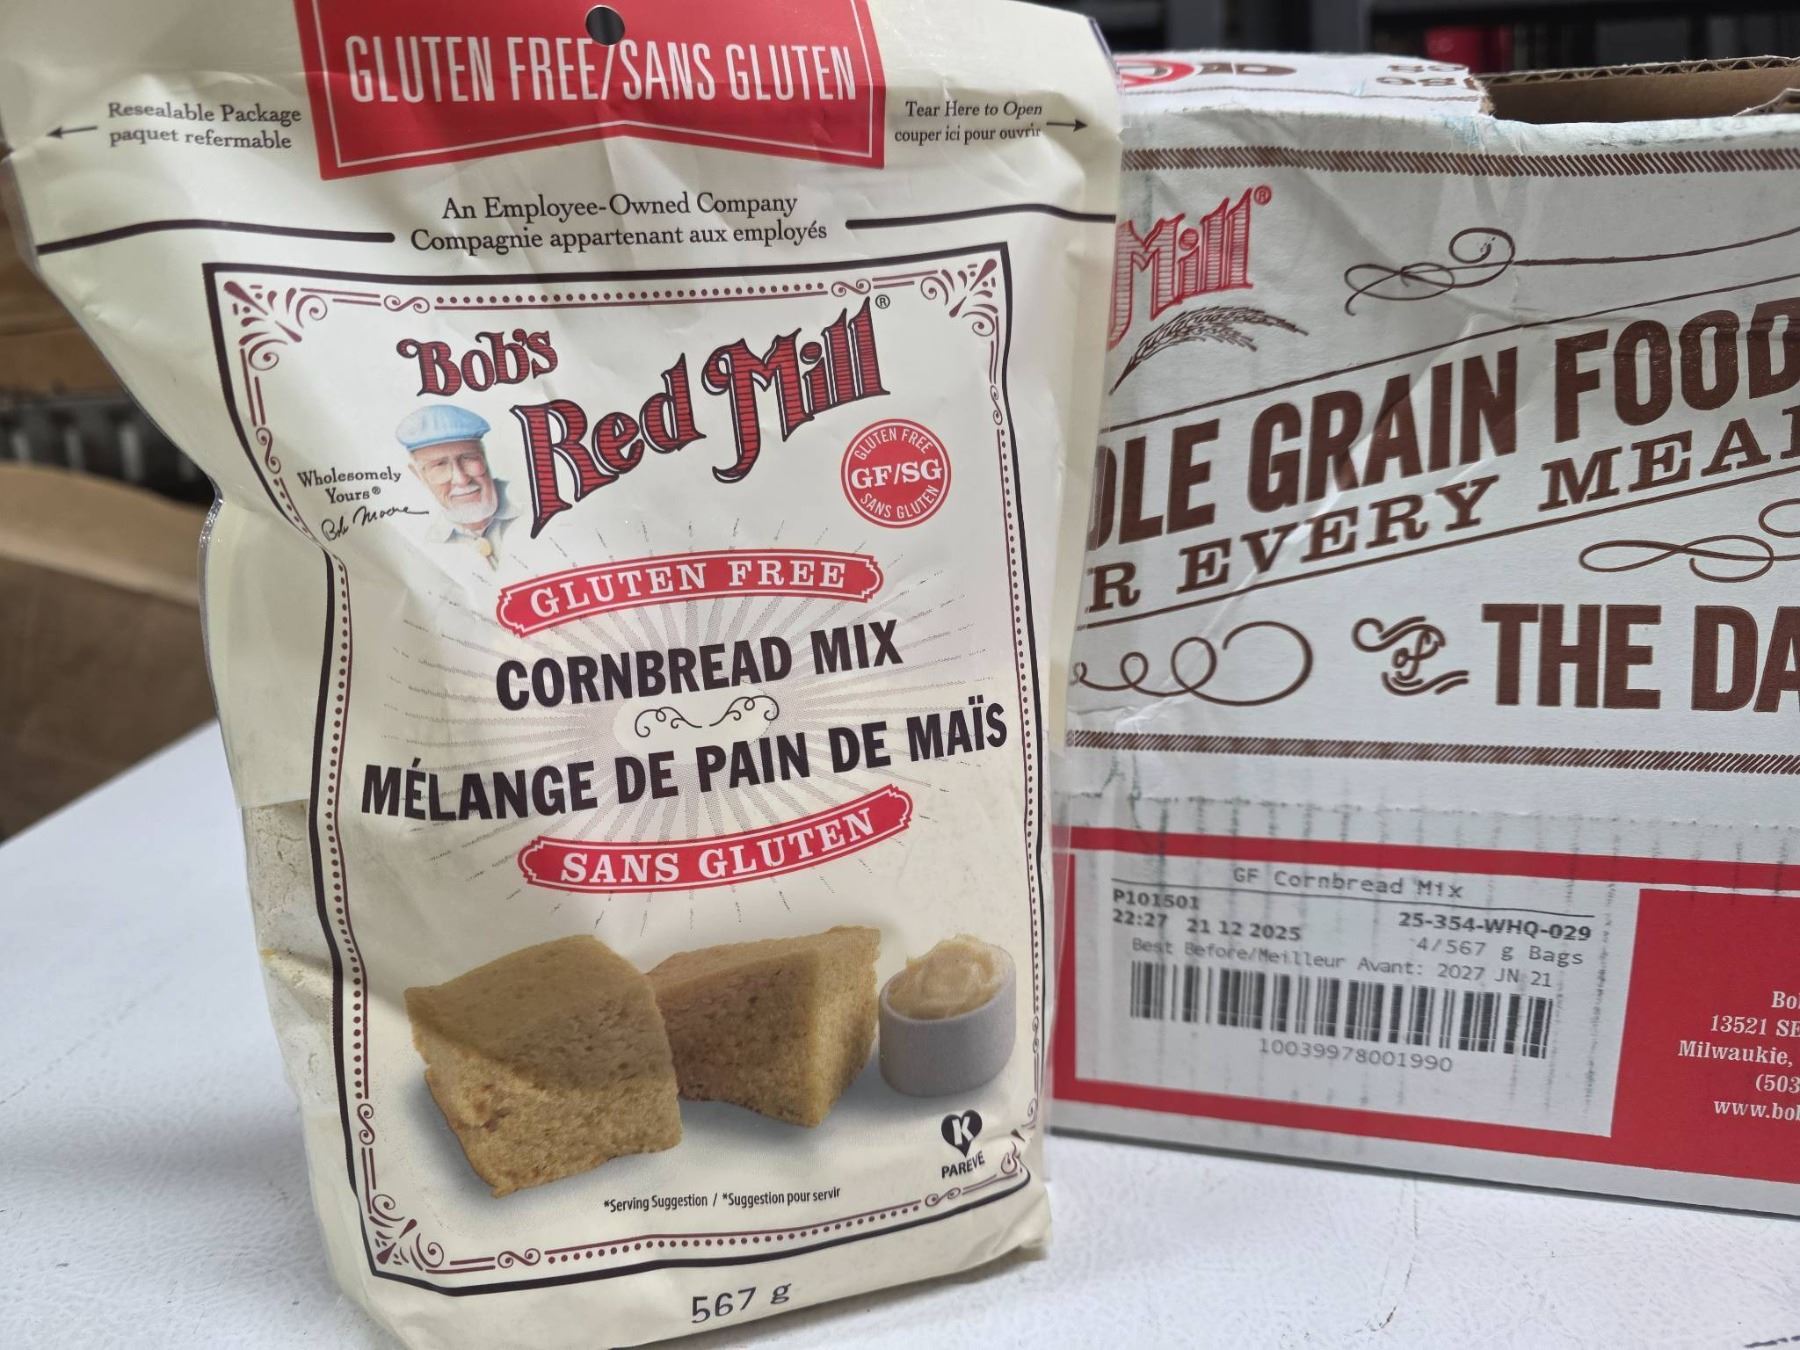 GLUTEN FREE/SANS GLUTEN
Resealable Package
paquet refermable
Tear Here to Open
couper ici pour ouvrir
An Employee-Owned Company
Compagnie appartenant aux employés
Bob's
Red Mill®
Wholesomely
Yours®
Bob Moore
GLUTEN FREE
GF/SG
SANS GLUTEN
GLUTEN FREE
CORNBREAD MIX
MÉLANGE DE PAIN DE MAÏS
SANS GLUTEN
K
PAREVE
*Serving Suggestion / *Suggestion pour servir
567 g
Mill®
OLE GRAIN FOOD
R EVERY MEAL
of THE DA
GF Cornbread Mix
P101501
22:27 21 12 2025 25-354-WHQ-029
4/567 g Bags
Best Before/Meilleur Avant: 2027 JN 21
10039978001990
13521 SE
Milwaukie,
(503
www.bo